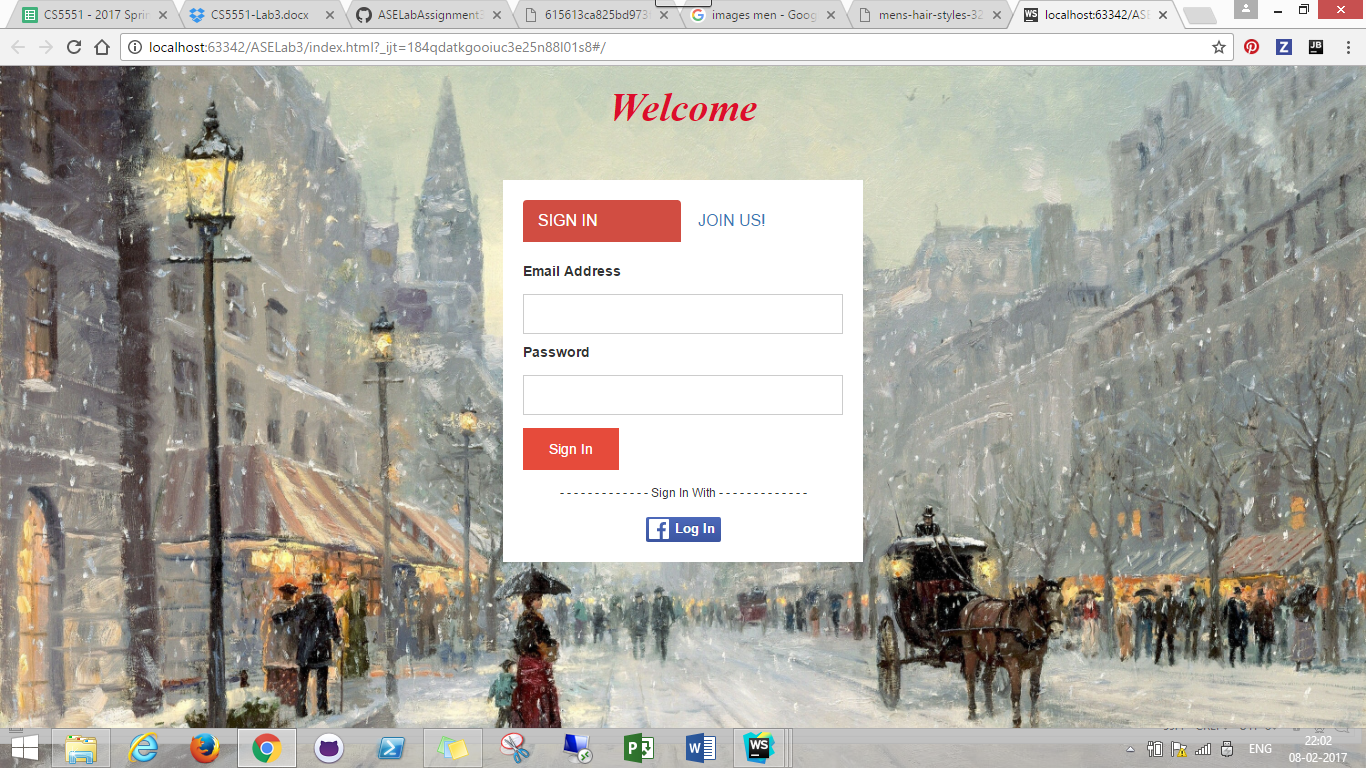 CS5551 - 2017 Sprin
CS5551-Lab3.docx
ASELabAssignment3
615613ca825bd973
images men - Goog
mens-hair-styles-32
localhost:63342/ASE
localhost:63342/ASELab3/index.html?_ijt=184qdatkgooiuc3e25n88l01s8#/
Welcome
SIGN IN
JOIN US!
Email Address
Password
Sign In
- - - - - - - - - - - - - Sign In With - - - - - - - - - - - - -
Log In
ENG
22:02
08-02-2017